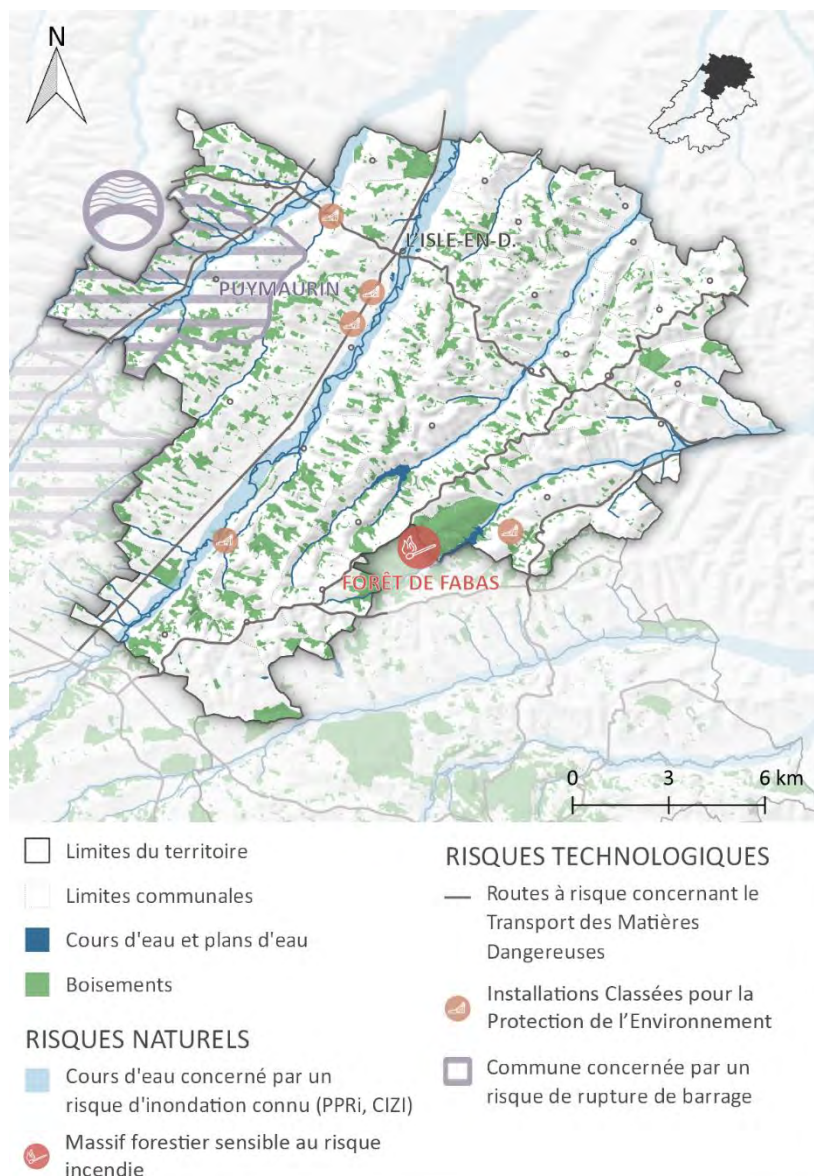 N
L'ISLE-EN-D.
PUYMAURIN
FORÊT DE FABAS
0 3 6 km
Limites du territoire
Limites communales
Cours d'eau et plans d'eau
Boisements
RISQUES NATURELS
Cours d'eau concerné par un
risque d'inondation connu (PPRi, CIZI)
Massif forestier sensible au risque
incendie
RISQUES TECHNOLOGIQUES
Routes à risque concernant le
Transport des Matières
Dangereuses
Installations Classées pour la
Protection de l'Environnement
Commune concernée par un
risque de rupture de barrage